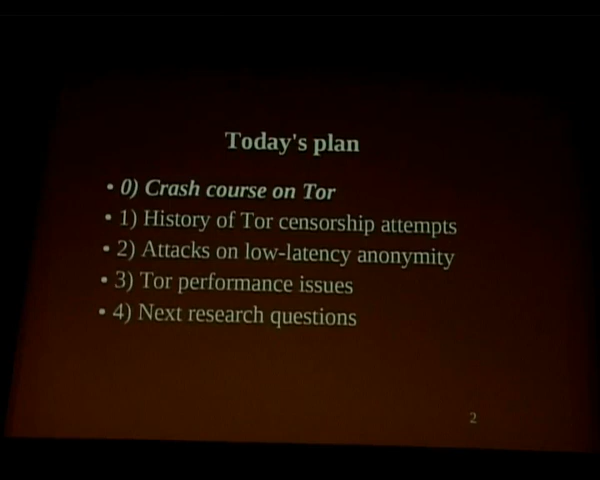 Today's plan
• 0) Crash course on Tor
• 1) History of Tor censorship attempts
• 2) Attacks on low-latency anonymity
• 3) Tor performance issues
• 4) Next research questions
2